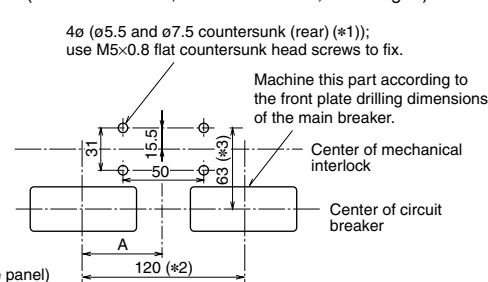 4ø (ø5.5 and ø7.5 countersunk (rear) (*1));
use M5×0.8 flat countersunk head screws to fix.
Machine this part according to
the front plate drilling dimensions
of the main breaker.
31
15.5
50
63 (*3)
Center of mechanical
interlock
Center of circuit
breaker
A
120 (*2)
panel)